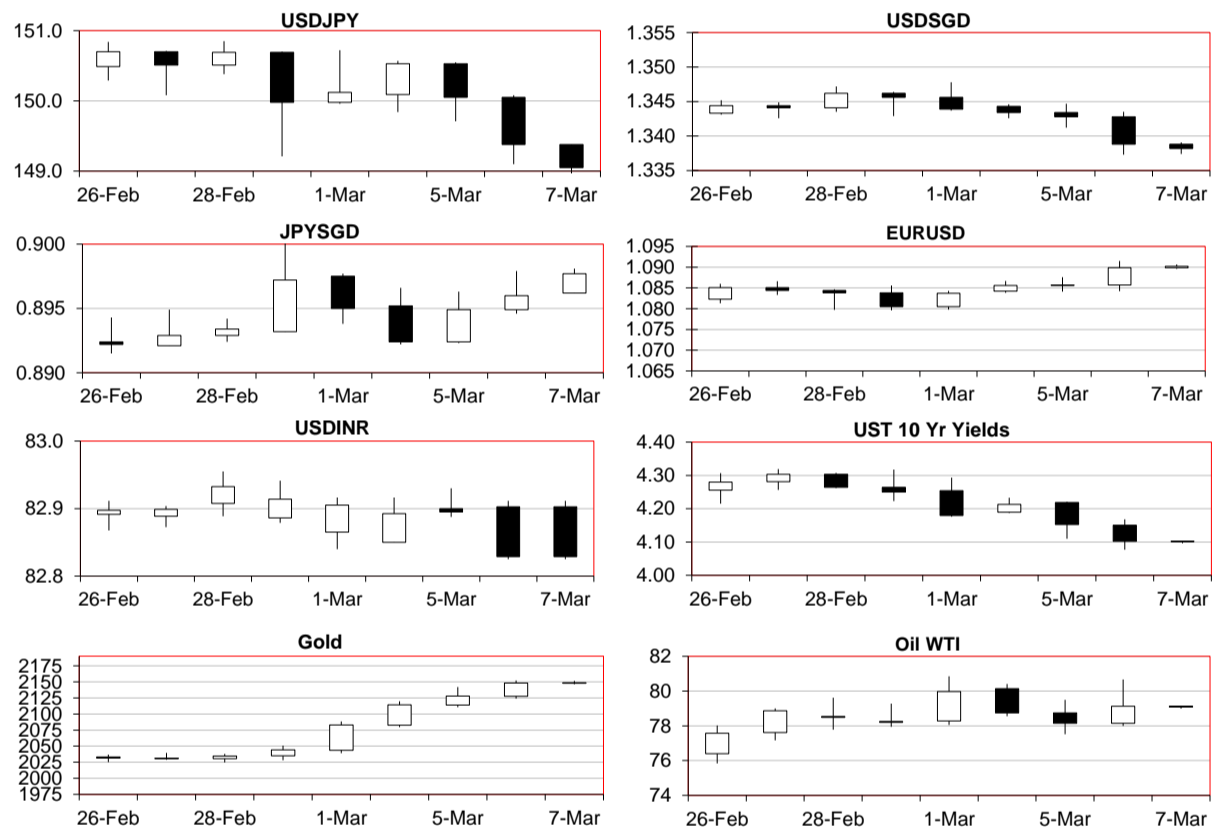 USDJPY
151.0
150.0
149.0
26-Feb 28-Feb 1-Mar 5-Mar 7-Mar
USDSGD
1.355
1.350
1.345
1.340
1.335
26-Feb 28-Feb 1-Mar 5-Mar 7-Mar
JPYSGD
0.900
0.895
0.890
26-Feb 28-Feb 1-Mar 5-Mar 7-Mar
EURUSD
1.095
1.090
1.085
1.080
1.075
1.070
1.065
26-Feb 28-Feb 1-Mar 5-Mar 7-Mar
USDINR
83.0
82.9
82.8
26-Feb 28-Feb 1-Mar 5-Mar 7-Mar
UST 10 Yr Yields
4.40
4.30
4.20
4.10
4.00
26-Feb 28-Feb 1-Mar 5-Mar 7-Mar
Gold
2175
2150
2125
2100
2075
2050
2025
2000
1975
26-Feb 28-Feb 1-Mar 5-Mar 7-Mar
Oil WTI
82
80
78
76
74
26-Feb 28-Feb 1-Mar 5-Mar 7-Mar